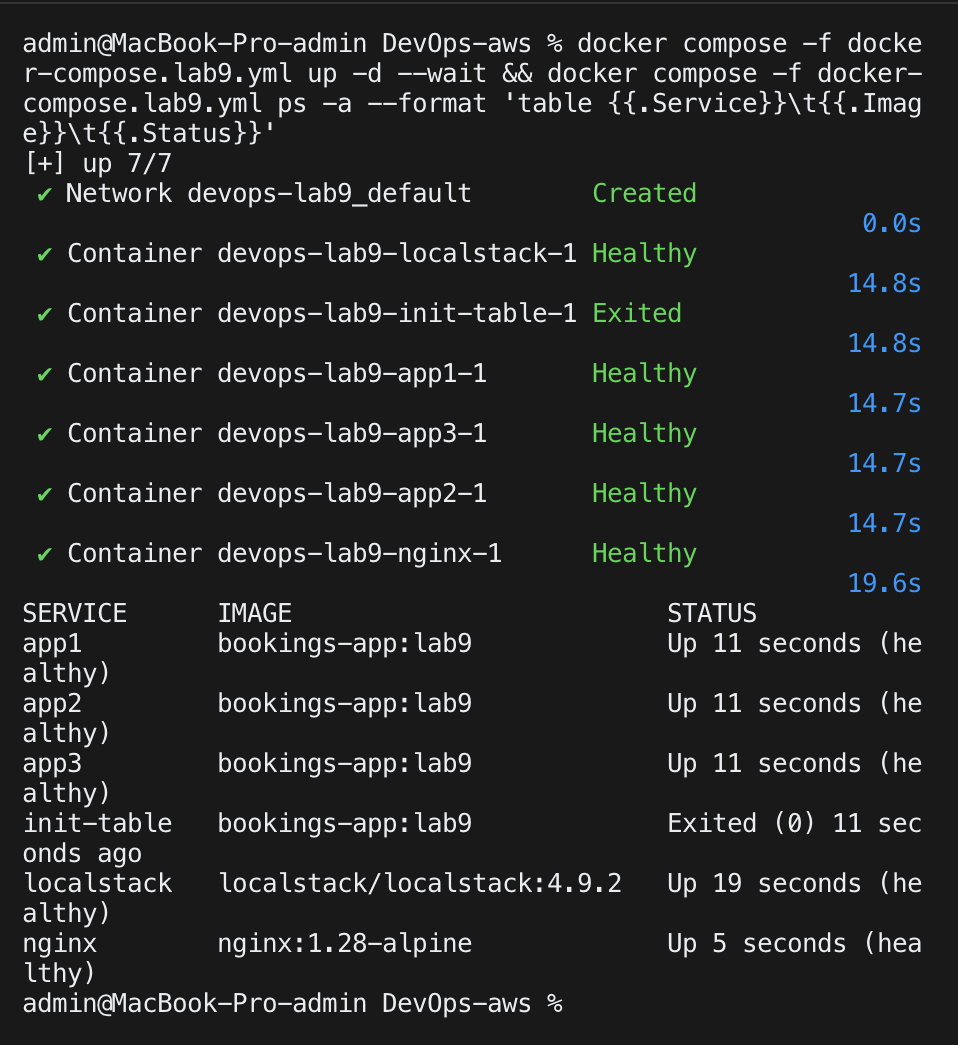 admin@MacBook-Pro-admin DevOps-aws % docker compose -f docke
r-compose.lab9.yml up -d --wait && docker compose -f docker-
compose.lab9.yml ps -a --format 'table {{.Service}}\t{{.Imag
e}}\t{{.Status}}'
[+] up 7/7
✔ Network devops-lab9_default Created
0.0s
✔ Container devops-lab9-localstack-1 Healthy
14.8s
✔ Container devops-lab9-init-table-1 Exited
14.8s
✔ Container devops-lab9-app1-1 Healthy
14.7s
✔ Container devops-lab9-app3-1 Healthy
14.7s
✔ Container devops-lab9-app2-1 Healthy
14.7s
✔ Container devops-lab9-nginx-1 Healthy
19.6s
SERVICE IMAGE STATUS
app1 bookings-app:lab9 Up 11 seconds (he
althy)
app2 bookings-app:lab9 Up 11 seconds (he
althy)
app3 bookings-app:lab9 Up 11 seconds (he
althy)
init-table bookings-app:lab9 Exited (0) 11 sec
onds ago
localstack localstack/localstack:4.9.2 Up 19 seconds (he
althy)
nginx nginx:1.28-alpine Up 5 seconds (hea
lthy)
admin@MacBook-Pro-admin DevOps-aws %